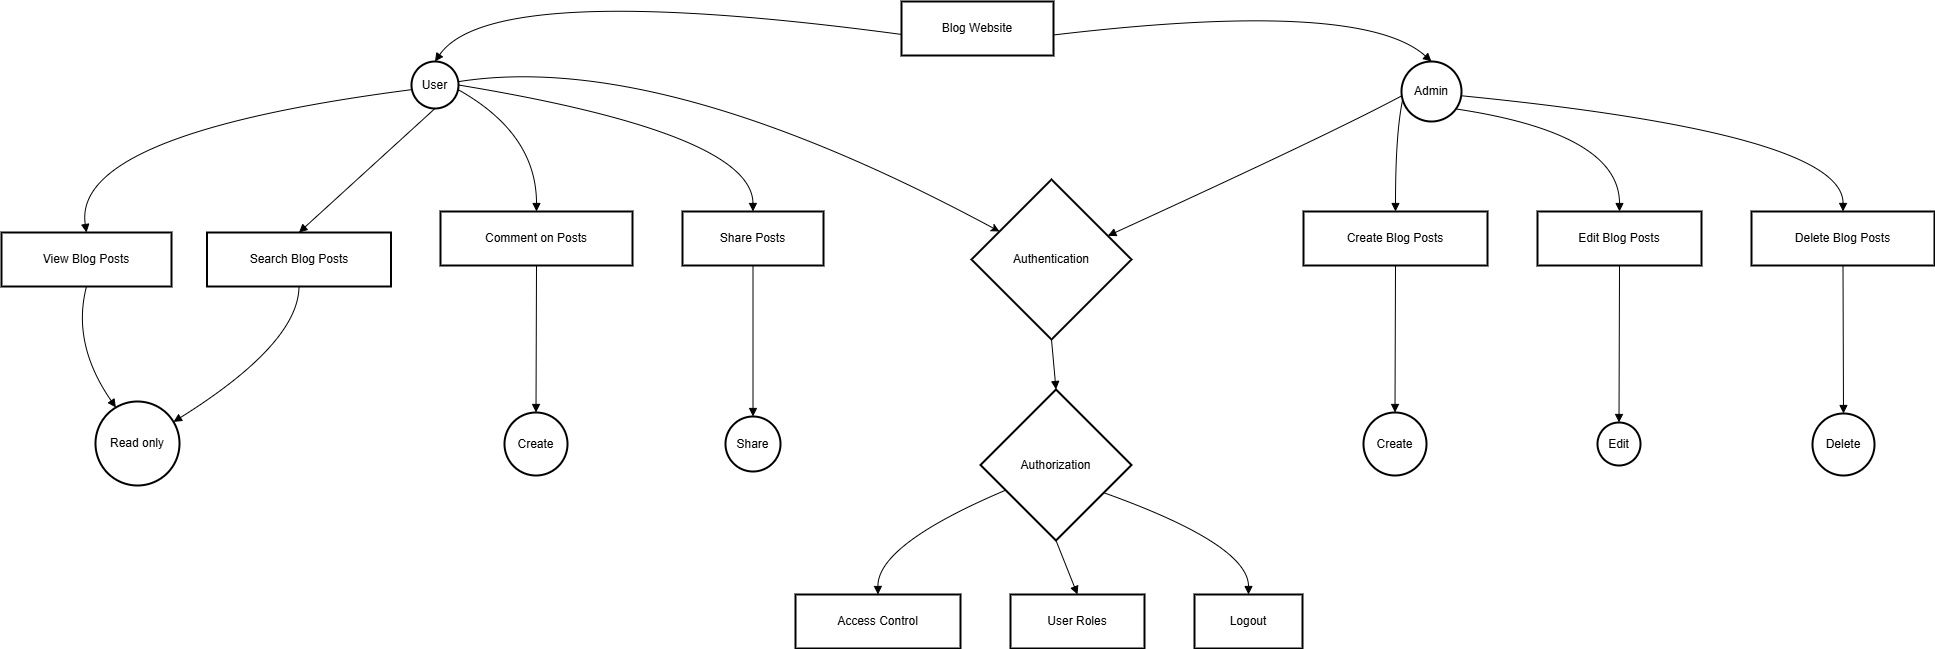 Blog Website
User
Admin
View Blog Posts
Search Blog Posts
Comment on Posts
Share Posts
Authentication
Create Blog Posts
Edit Blog Posts
Delete Blog Posts
Read only
Create
Share
Authorization
Create
Edit
Delete
Access Control
User Roles
Logout